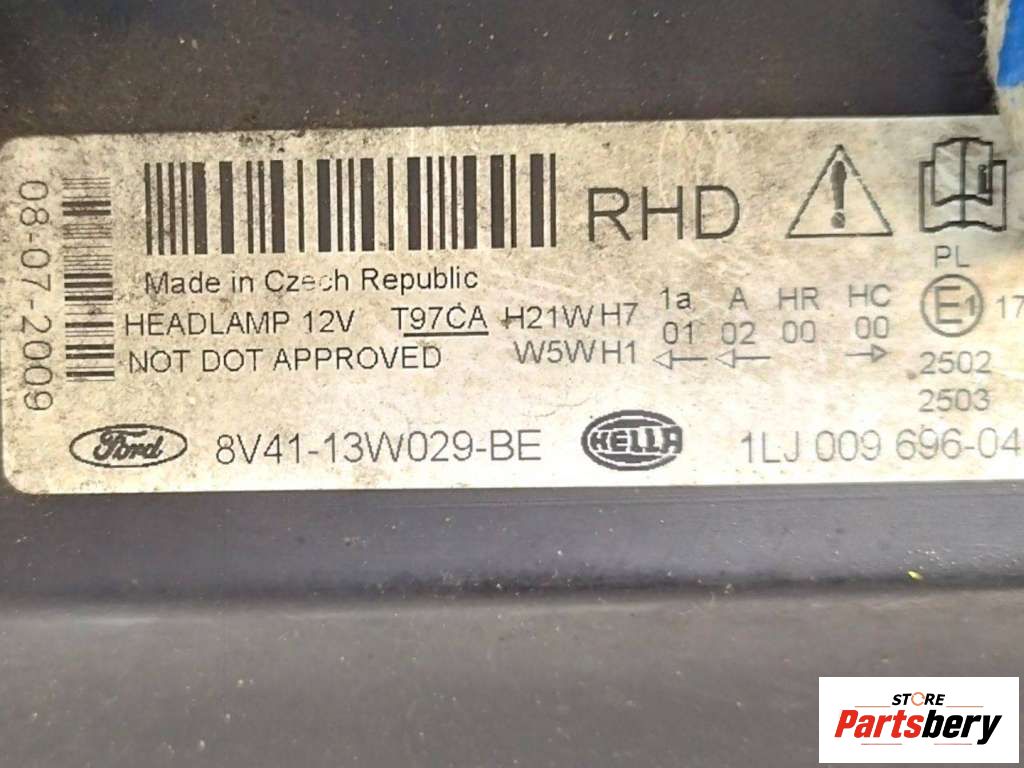 08-07-2009
RHD
Made in Czech Republic
PL
HEADLAMP 12V T97CA H21W H7 1a A HR HC E1 17
NOT DOT APPROVED W5W H1 01 02 00 00
2502
2503
Ford 8V41-13W029-BE HELLA 1LJ 009 696-04
STORE
Partsbery